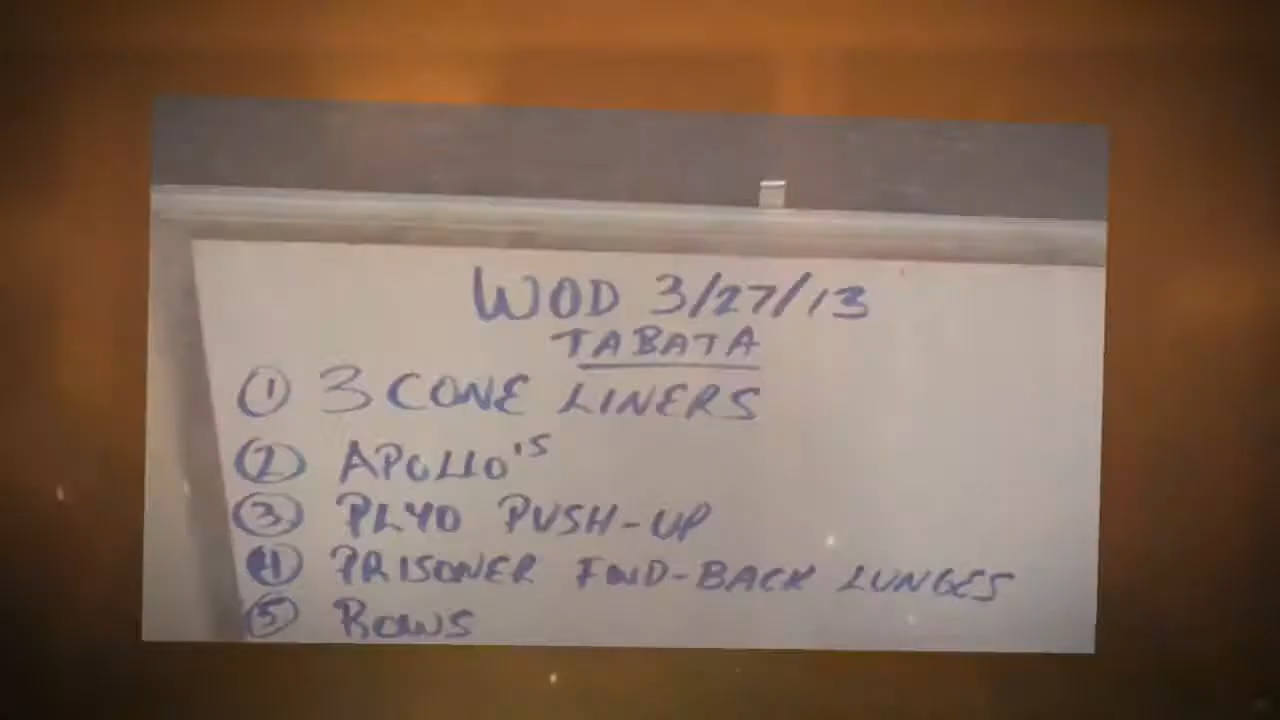 WOD 3/27/13
TABATA
① 3 CONE LINERS
② APOLLO'S
③ PLYO PUSH-UP
④ PRISONER FWD-BACK LUNGES
⑤ ROWS